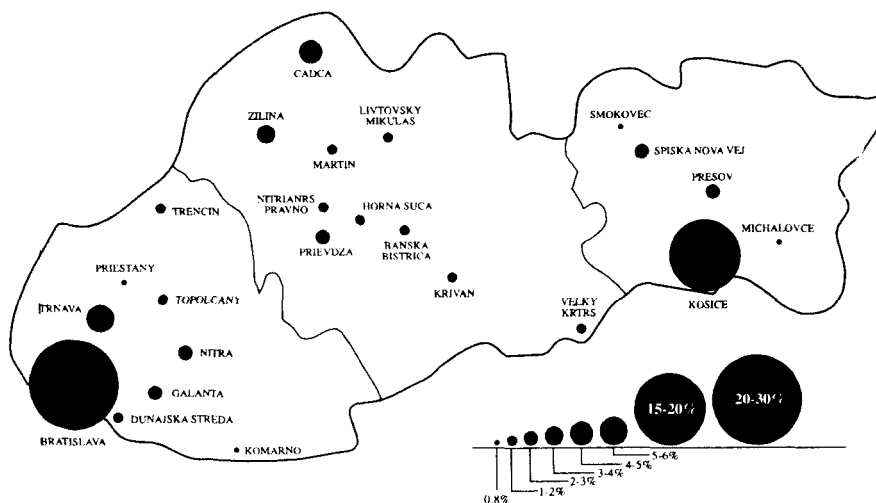 CADCA
ZILINA
LIVTOVSKY
MIKULAS
MARTIN
SMOKOVEC
SPISKA NOVA VEJ
PRESOV
MICHALOVCE
KOSICE
NITRIANRS
PRAVNO
HORNA SUCA
PRIEVDZA
BANSKA
BISTRICA
KRIVAN
VELKY
KRTRS
TRENCIN
PRIESTANY
TOPOLCANY
TRNAVA
NITRA
GALANTA
DUNAJSKA STREDA
BRATISLAVA
KOMARNO
15-20%
20-30%
5-6%
4-5%
3-4%
2-3%
1-2%
0.8%